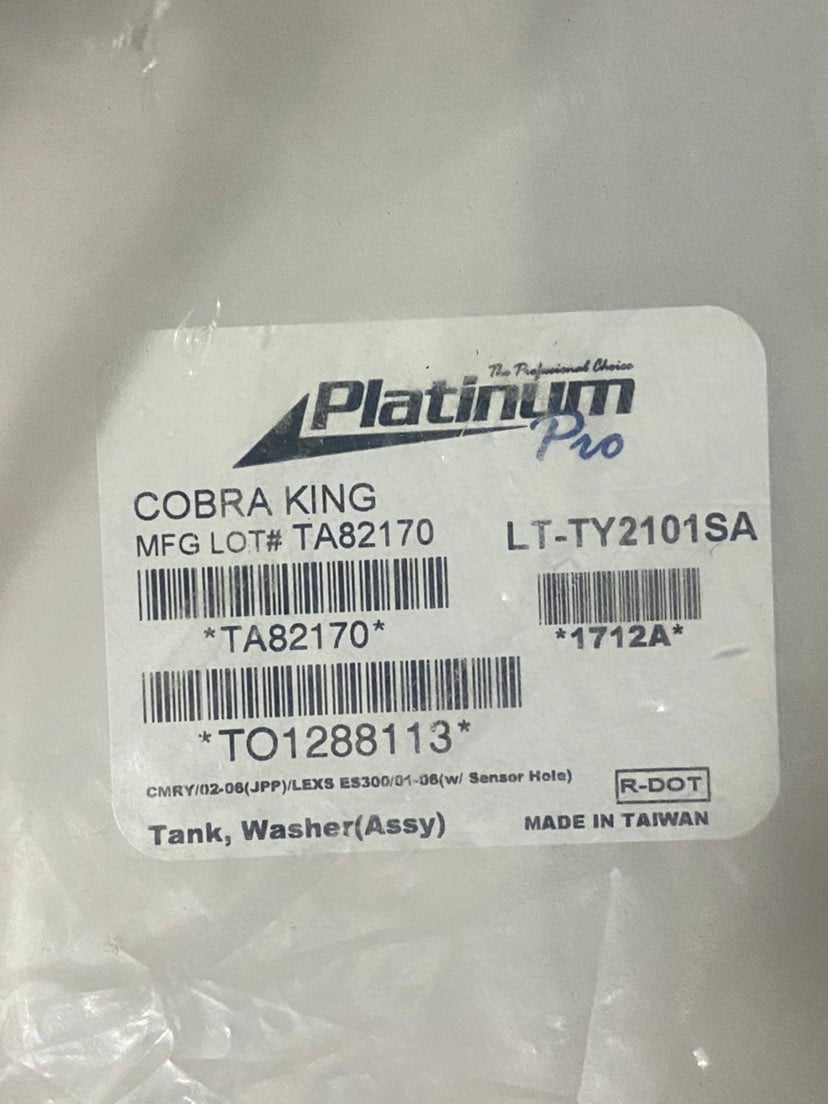 The Professional Choice
Platinum
Pro
COBRA KING
MFG LOT# TA82170
LT-TY2101SA
*TA82170*
*1712A*
*TO1288113*
CMRY/02-06(JPP)/LEXS ES300/01-06(w/ Sensor Hole)
R-DOT
Tank, Washer(Assy)
MADE IN TAIWAN